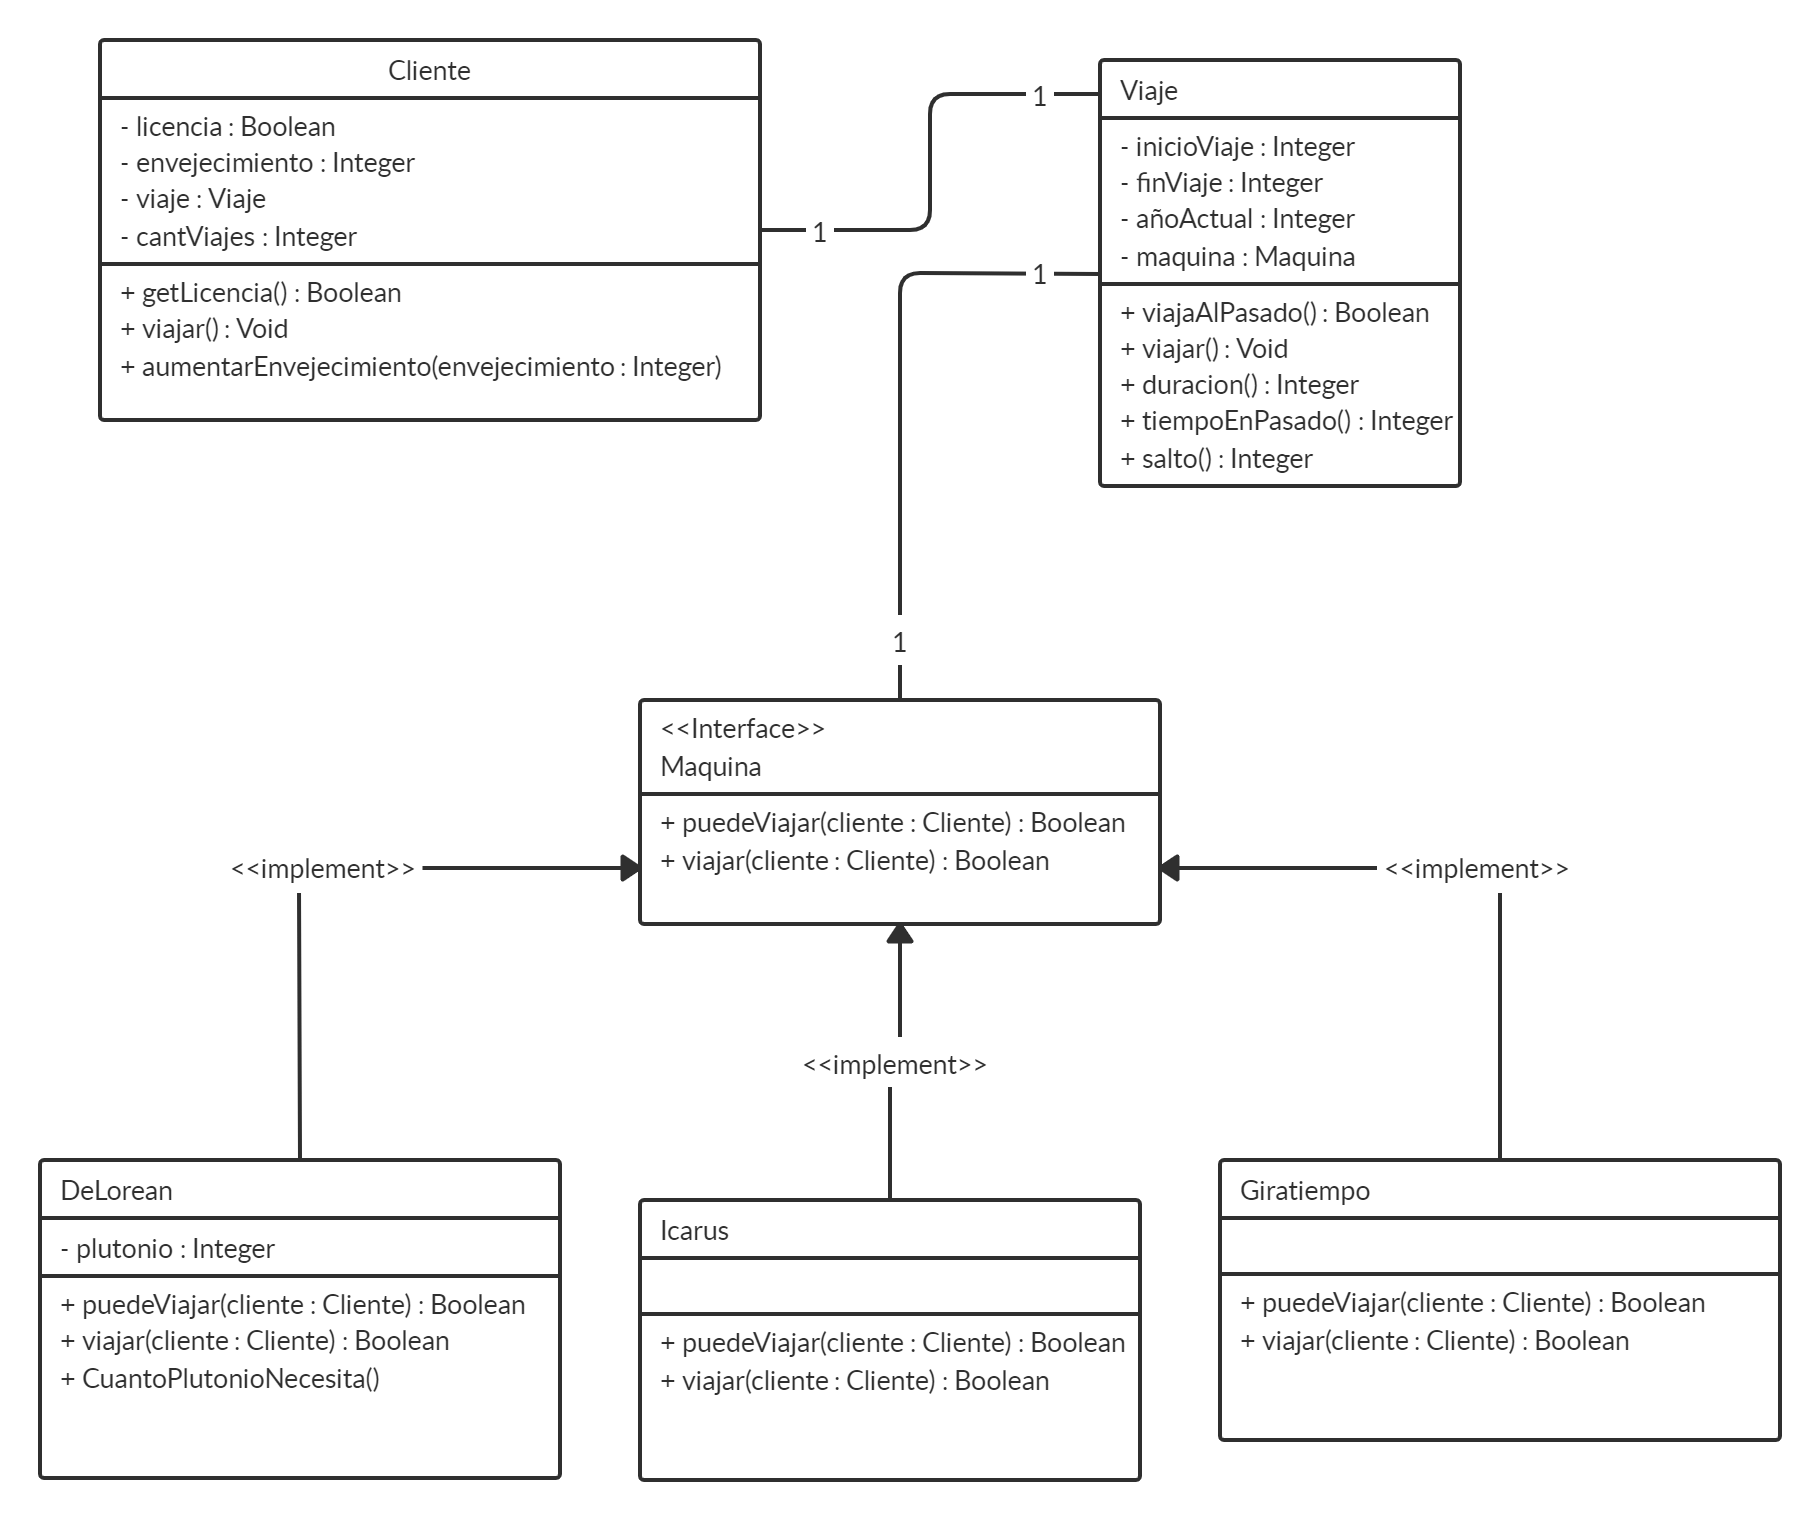 Cliente
- licencia : Boolean
- envejecimiento : Integer
- viaje : Viaje
- cantViajes : Integer
+ getLicencia() : Boolean
+ viajar() : Void
+ aumentarEnvejecimiento(envejecimiento : Integer)
1
1
Viaje
- inicioViaje : Integer
- finViaje : Integer
- añoActual : Integer
- maquina : Maquina
+ viajaAlPasado() : Boolean
+ viajar() : Void
+ duracion() : Integer
+ tiempoEnPasado() : Integer
+ salto() : Integer
1
1
<<Interface>>
Maquina
+ puedeViajar(cliente : Cliente) : Boolean
+ viajar(cliente : Cliente) : Boolean
<<implement>>
<<implement>>
<<implement>>
DeLorean
- plutonio : Integer
+ puedeViajar(cliente : Cliente) : Boolean
+ viajar(cliente : Cliente) : Boolean
+ CuantoPlutonioNecesita()
Icarus
+ puedeViajar(cliente : Cliente) : Boolean
+ viajar(cliente : Cliente) : Boolean
Giratiempo
+ puedeViajar(cliente : Cliente) : Boolean
+ viajar(cliente : Cliente) : Boolean